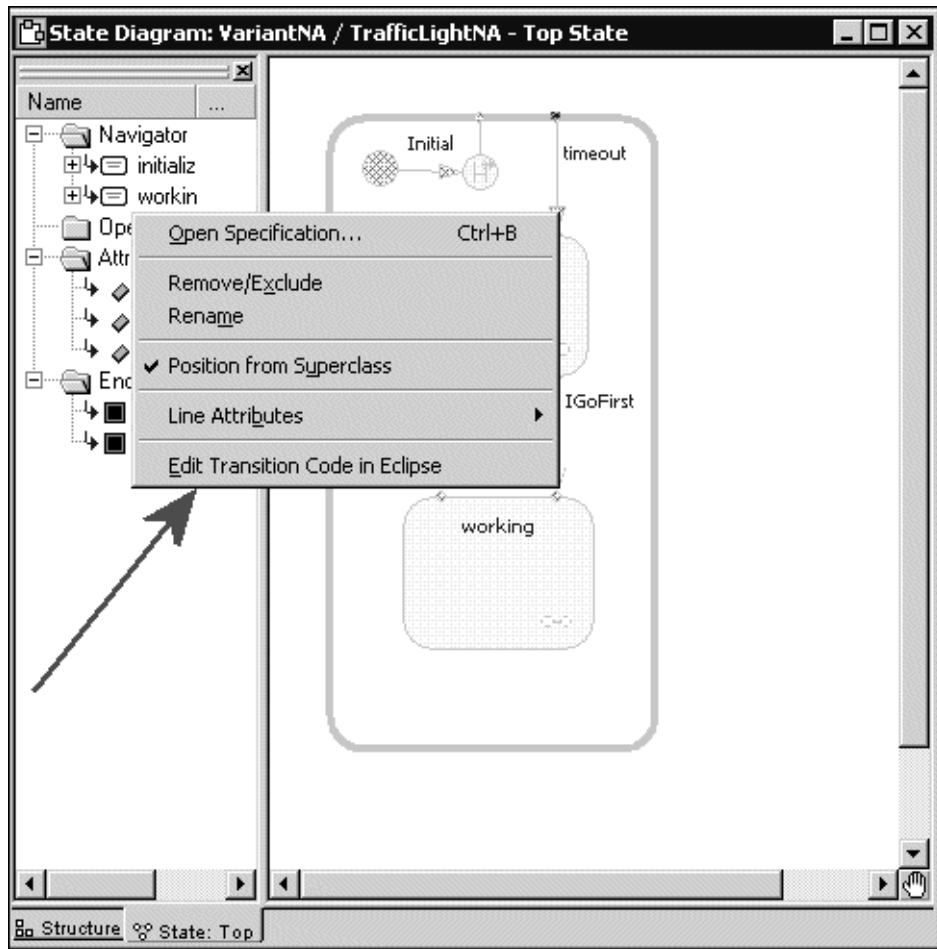 State Diagram: VariantNA / TrafficLightNA - Top State
Name ...
Navigator
initializ
workin
Ope
Attr
Enc
Open Specification... Ctrl+B
Remove/Exclude
Rename
Position from Superclass
Line Attributes
Edit Transition Code in Eclipse
Initial
H*
timeout
IGoFirst
working
Structure
State: Top